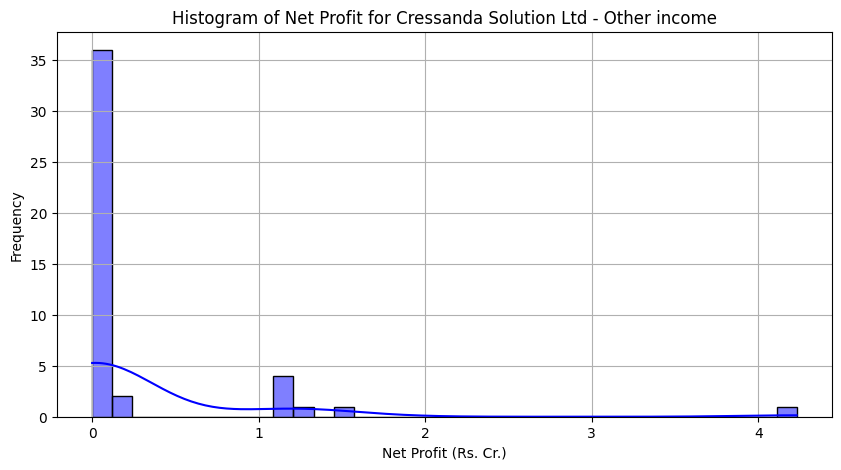 Histogram of Net Profit for Cressanda Solution Ltd - Other income
35
30
25
20
15
10
5
0
Frequency
0 1 2 3 4
Net Profit (Rs. Cr.)